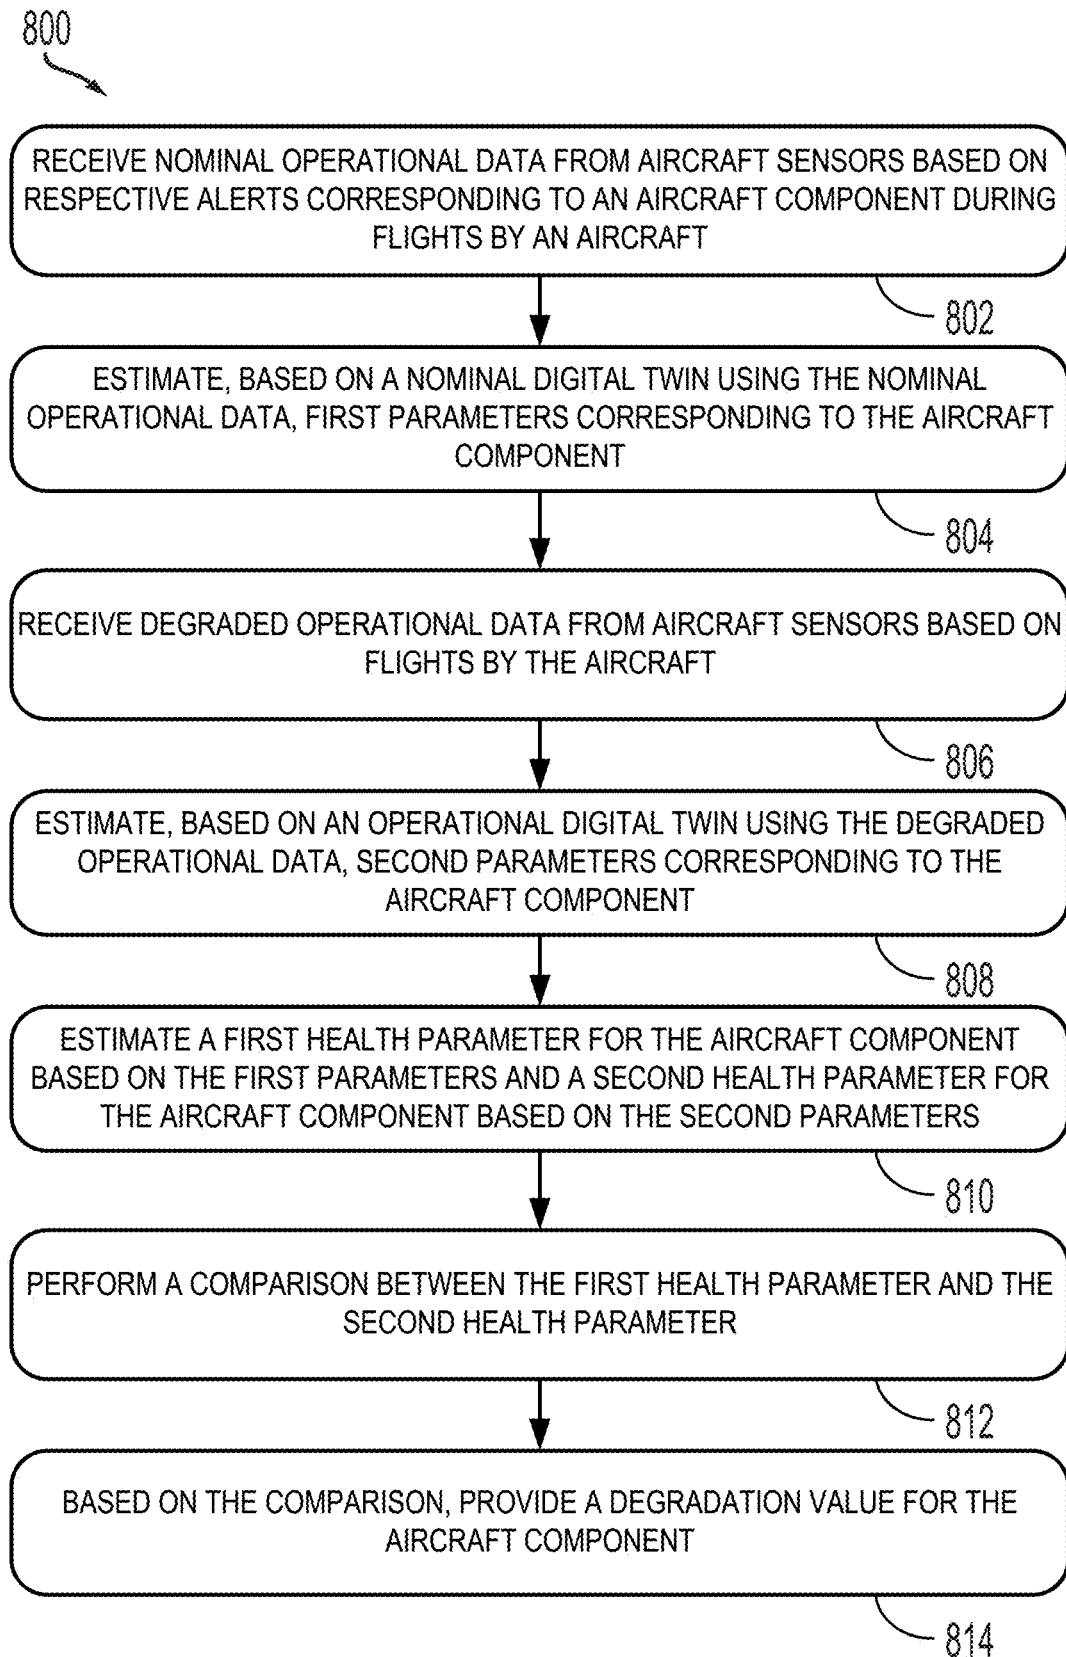 800
RECEIVE NOMINAL OPERATIONAL DATA FROM AIRCRAFT SENSORS BASED ON
RESPECTIVE ALERTS CORRESPONDING TO AN AIRCRAFT COMPONENT DURING
FLIGHTS BY AN AIRCRAFT
802
ESTIMATE, BASED ON A NOMINAL DIGITAL TWIN USING THE NOMINAL
OPERATIONAL DATA, FIRST PARAMETERS CORRESPONDING TO THE AIRCRAFT
COMPONENT
804
RECEIVE DEGRADED OPERATIONAL DATA FROM AIRCRAFT SENSORS BASED ON
FLIGHTS BY THE AIRCRAFT
806
ESTIMATE, BASED ON AN OPERATIONAL DIGITAL TWIN USING THE DEGRADED
OPERATIONAL DATA, SECOND PARAMETERS CORRESPONDING TO THE
AIRCRAFT COMPONENT
808
ESTIMATE A FIRST HEALTH PARAMETER FOR THE AIRCRAFT COMPONENT
BASED ON THE FIRST PARAMETERS AND A SECOND HEALTH PARAMETER FOR
THE AIRCRAFT COMPONENT BASED ON THE SECOND PARAMETERS
810
PERFORM A COMPARISON BETWEEN THE FIRST HEALTH PARAMETER AND THE
SECOND HEALTH PARAMETER
812
BASED ON THE COMPARISON, PROVIDE A DEGRADATION VALUE FOR THE
AIRCRAFT COMPONENT
814